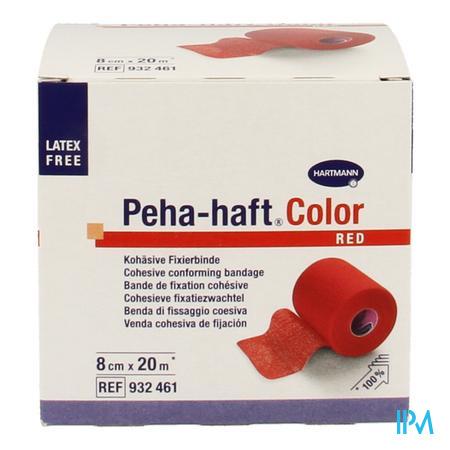 8 cm x 20 m*
REF 932 461
LATEX
FREE
HARTMANN
Peha-haft® Color
RED
Kohäsive Fixierbinde
Cohesive conforming bandage
Bande de fixation cohésive
Cohesieve fixatiezwachtel
Benda di fissaggio coesiva
Venda cohesiva de fijación
8 cm x 20 m*
REF 932 461
* 100%
IPM